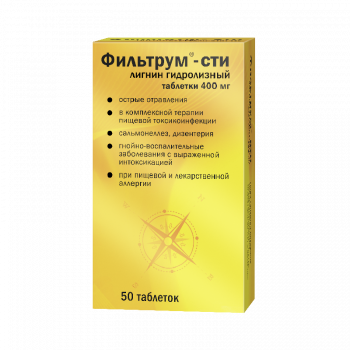 Фильтрум®-сти
лигнин гидролизный
таблетки 400 мг
острые отравления
в комплексной терапии
пищевой токсикоинфекции
сальмонеллез, дизентерия
гнойно-воспалительные
заболевания с выраженной
интоксикацией
при пищевой и лекарственной
аллергии
50 таблеток